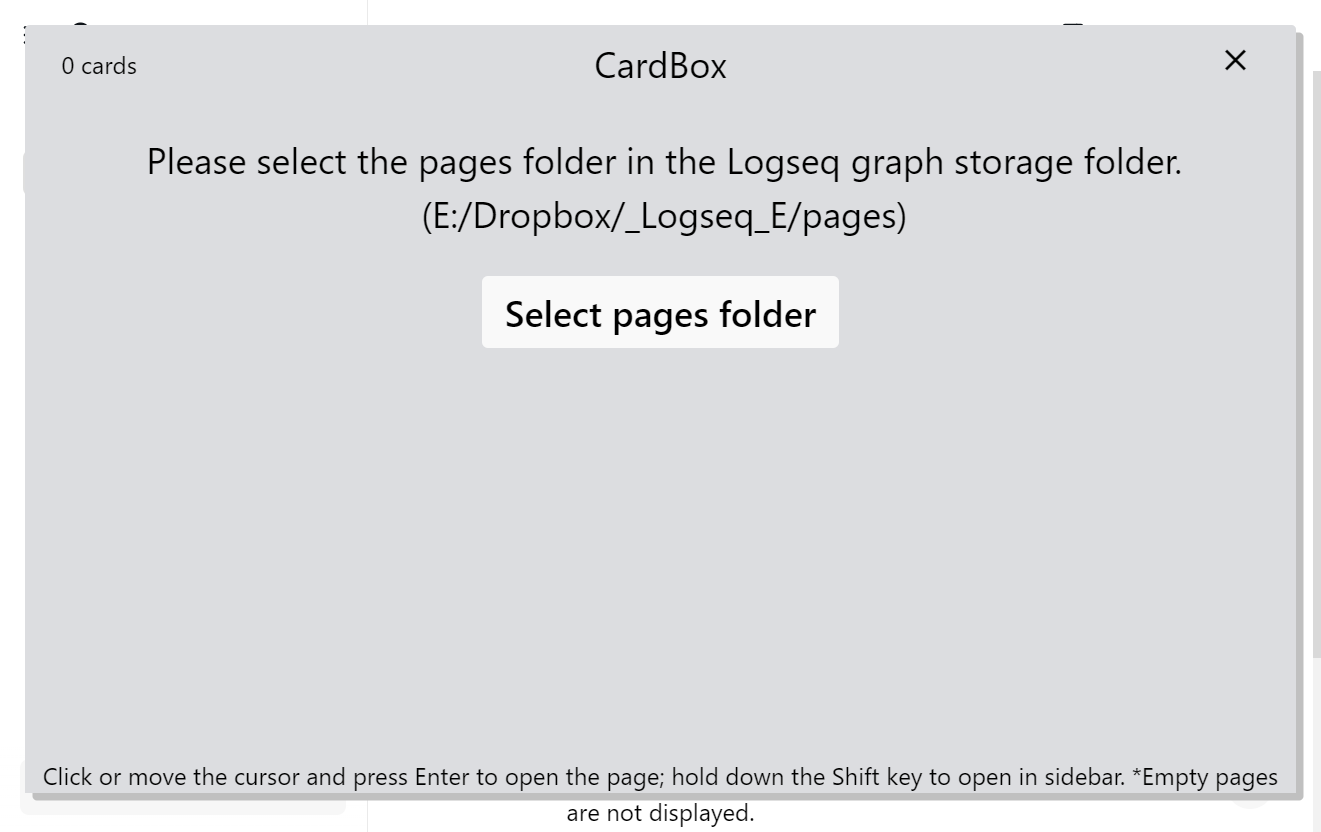 0 cards
CardBox
Please select the pages folder in the Logseq graph storage folder.
(E:/Dropbox/_Logseq_E/pages)
Select pages folder
Click or move the cursor and press Enter to open the page; hold down the Shift key to open in sidebar. *Empty pages
are not displayed.